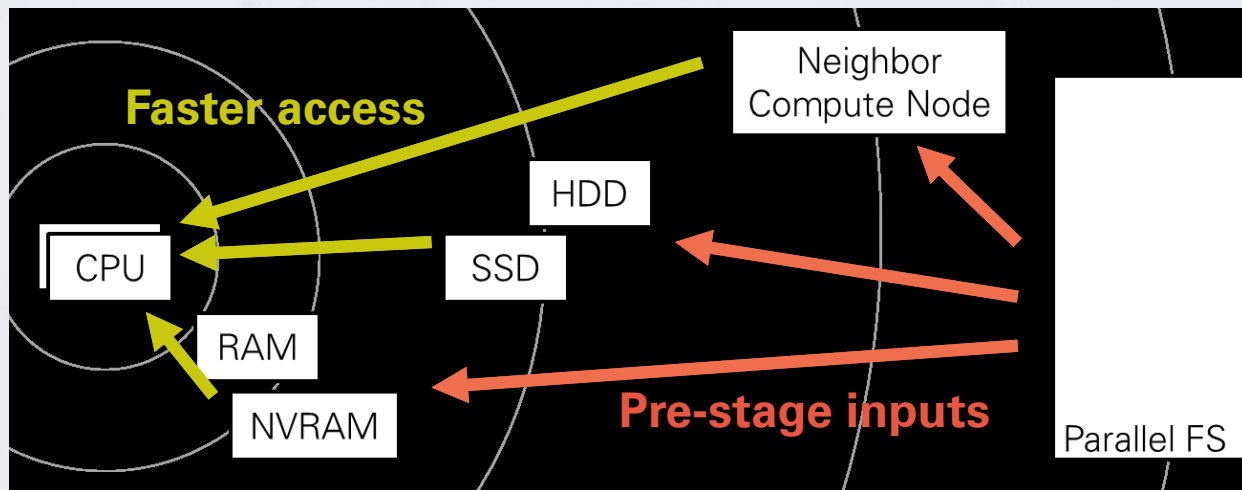 Neighbor
Compute Node
Faster access
HDD
CPU
SSD
RAM
NVRAM
Pre-stage inputs
Parallel FS